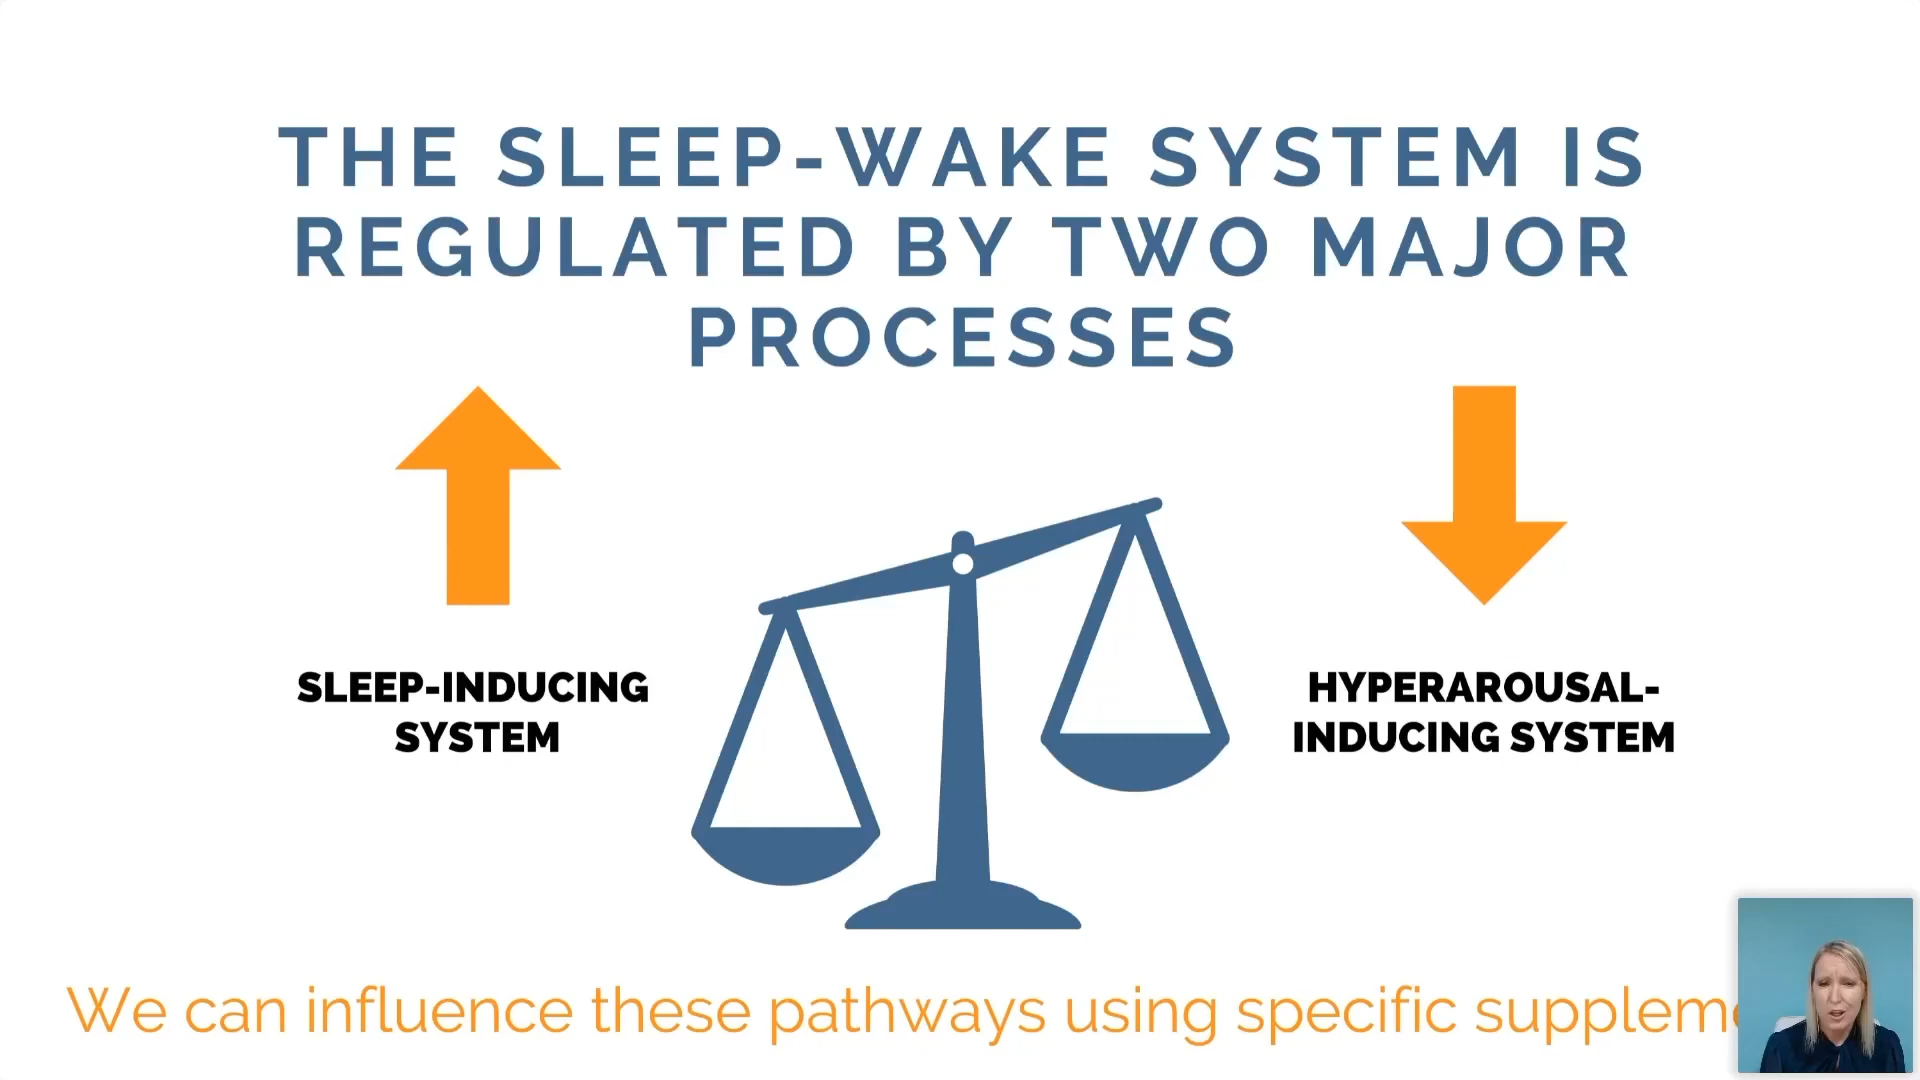 THE SLEEP-WAKE SYSTEM IS
REGULATED BY TWO MAJOR
PROCESSES
SLEEP-INDUCING
SYSTEM
HYPERAROUSAL-
INDUCING SYSTEM
We can influence these pathways using specific